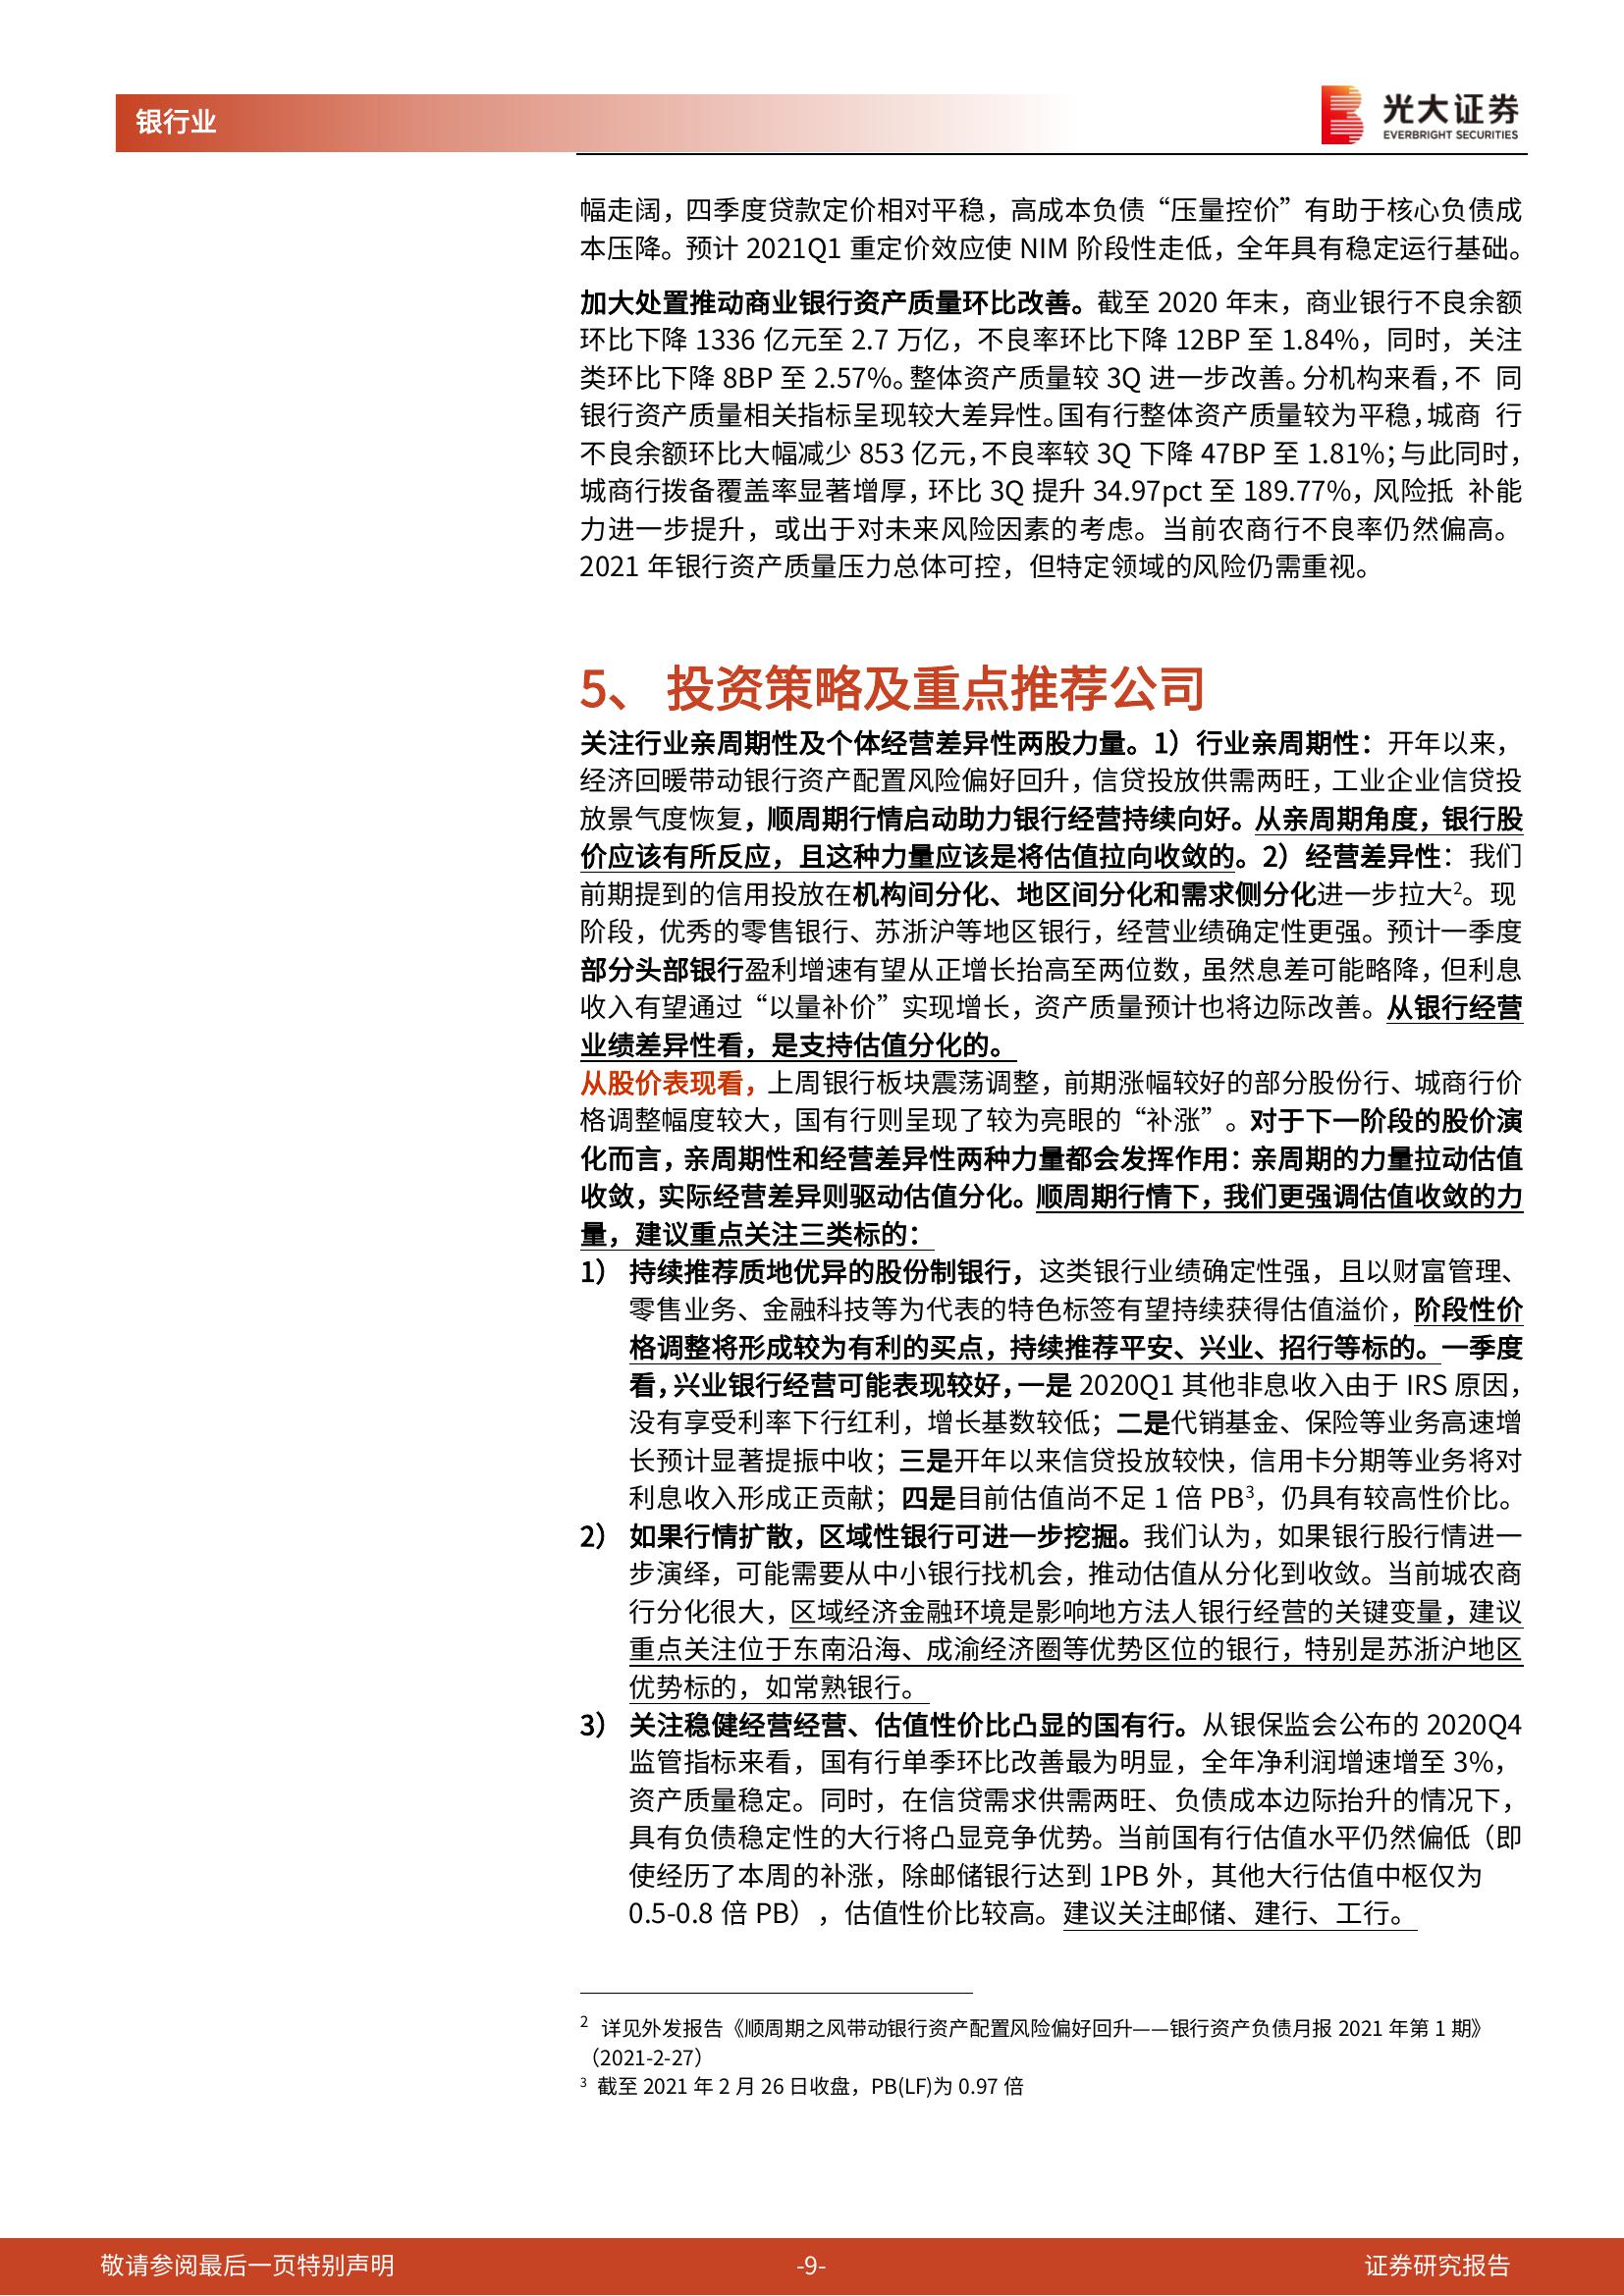 银行业
光大证券
EVERBRIGHT SECURITIES
幅走阔，四季度贷款定价相对平稳，高成本负债“压量控价”有助于核心负债成
本压降。预计 2021Q1 重定价效应使 NIM 阶段性走低，全年具有稳定运行基础。
加大处置推动商业银行资产质量环比改善。截至 2020 年末，商业银行不良余额
环比下降 1336 亿元至 2.7 万亿，不良率环比下降 12BP 至 1.84%，同时，关注
类环比下降 8BP 至 2.57%。整体资产质量较 3Q 进一步改善。分机构来看，不 同
银行资产质量相关指标呈现较大差异性。国有行整体资产质量较为平稳，城商 行
不良余额环比大幅减少 853 亿元，不良率较 3Q 下降 47BP 至 1.81%；与此同时，
城商行拨备覆盖率显著增厚，环比 3Q 提升 34.97pct 至 189.77%，风险抵 补能
力进一步提升，或出于对未来风险因素的考虑。当前农商行不良率仍然偏高。
2021 年银行资产质量压力总体可控，但特定领域的风险仍需重视。
5、 投资策略及重点推荐公司
关注行业亲周期性及个体经营差异性两股力量。1）行业亲周期性：开年以来，
经济回暖带动银行资产配置风险偏好回升，信贷投放供需两旺，工业企业信贷投
放景气度恢复，顺周期行情启动助力银行经营持续向好。从亲周期角度，银行股
价应该有所反应，且这种力量应该是将估值拉向收敛的。2）经营差异性：我们
前期提到的信用投放在机构间分化、地区间分化和需求侧分化进一步拉大2。现
阶段，优秀的零售银行、苏浙沪等地区银行，经营业绩确定性更强。预计一季度
部分头部银行盈利增速有望从正增长抬高至两位数，虽然息差可能略降，但利息
收入有望通过“以量补价”实现增长，资产质量预计也将边际改善。从银行经营
业绩差异性看，是支持估值分化的。
从股价表现看，上周银行板块震荡调整，前期涨幅较好的部分股份行、城商行价
格调整幅度较大，国有行则呈现了较为亮眼的“补涨”。对于下一阶段的股价演
化而言，亲周期性和经营差异性两种力量都会发挥作用：亲周期的力量拉动估值
收敛，实际经营差异则驱动估值分化。顺周期行情下，我们更强调估值收敛的力
量，建议重点关注三类标的：
1） 持续推荐质地优异的股份制银行，这类银行业绩确定性强，且以财富管理、
零售业务、金融科技等为代表的特色标签有望持续获得估值溢价，阶段性价
格调整将形成较为有利的买点，持续推荐平安、兴业、招行等标的。一季度
看，兴业银行经营可能表现较好，一是 2020Q1 其他非息收入由于 IRS 原因，
没有享受利率下行红利，增长基数较低；二是代销基金、保险等业务高速增
长预计显著提振中收；三是开年以来信贷投放较快，信用卡分期等业务将对
利息收入形成正贡献；四是目前估值尚不足 1 倍 PB3，仍具有较高性价比。
2） 如果行情扩散，区域性银行可进一步挖掘。我们认为，如果银行股行情进一
步演绎，可能需要从中小银行找机会，推动估值从分化到收敛。当前城农商
行分化很大，区域经济金融环境是影响地方法人银行经营的关键变量，建议
重点关注位于东南沿海、成渝经济圈等优势区位的银行，特别是苏浙沪地区
优势标的，如常熟银行。
3） 关注稳健经营经营、估值性价比凸显的国有行。从银保监会公布的 2020Q4
监管指标来看，国有行单季环比改善最为明显，全年净利润增速增至 3%，
资产质量稳定。同时，在信贷需求供需两旺、负债成本边际抬升的情况下，
具有负债稳定性的大行将凸显竞争优势。当前国有行估值水平仍然偏低（即
使经历了本周的补涨，除邮储银行达到 1PB 外，其他大行估值中枢仅为
0.5-0.8 倍 PB），估值性价比较高。建议关注邮储、建行、工行。
2 详见外发报告《顺周期之风带动银行资产配置风险偏好回升——银行资产负债月报 2021 年第 1 期》
（2021-2-27）
3 截至 2021 年 2 月 26 日收盘，PB(LF)为 0.97 倍
敬请参阅最后一页特别声明
-9-
证券研究报告